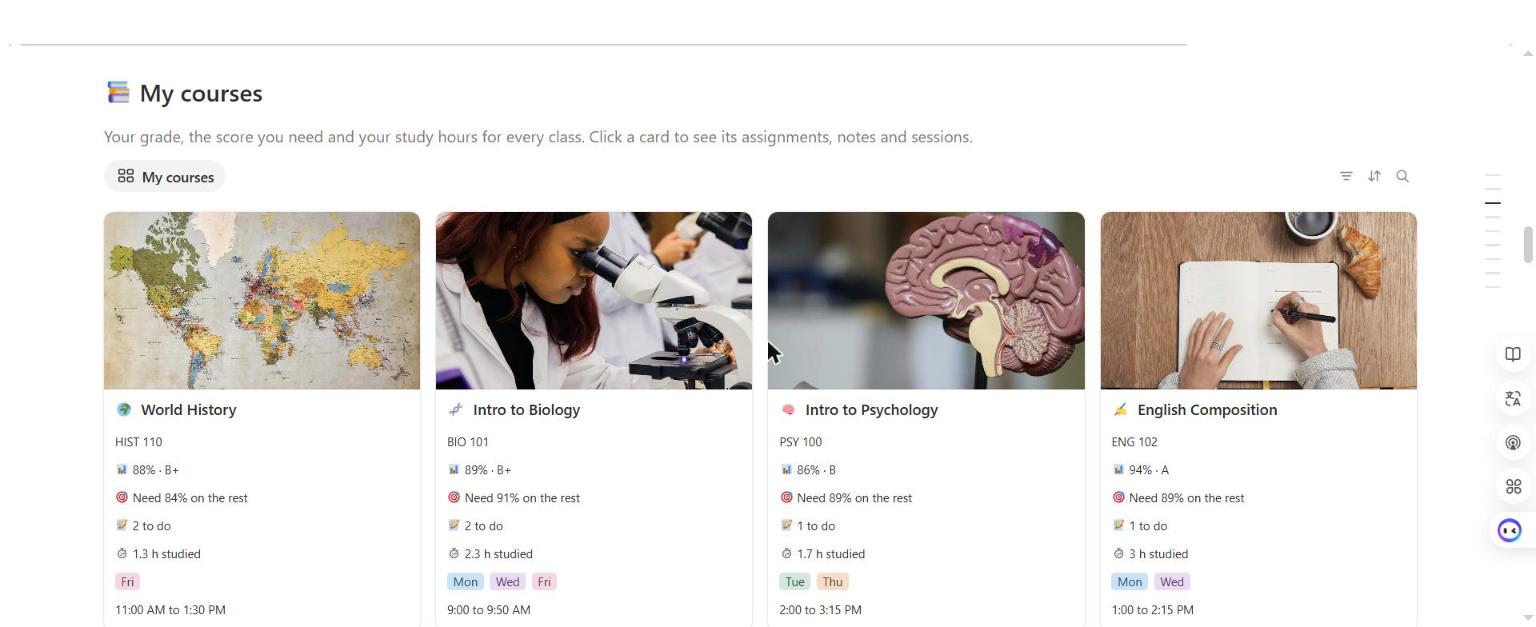 My courses
Your grade, the score you need and your study hours for every class. Click a card to see its assignments, notes and sessions.
My courses
World History
HIST 110
88% · B+
Need 84% on the rest
2 to do
1.3 h studied
Fri
11:00 AM to 1:30 PM
Intro to Biology
BIO 101
89% · B+
Need 91% on the rest
2 to do
2.3 h studied
Mon Wed Fri
9:00 to 9:50 AM
Intro to Psychology
PSY 100
86% · B
Need 89% on the rest
1 to do
1.7 h studied
Tue Thu
2:00 to 3:15 PM
English Composition
ENG 102
94% · A
Need 89% on the rest
1 to do
3 h studied
Mon Wed
1:00 to 2:15 PM